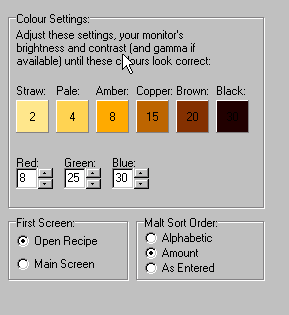 Colour Settings:
Adjust these settings, your monitor's
brightness and contrast (and gamma if
available) until these colours look correct:
Straw: Pale: Amber: Copper: Brown: Black:
2 4 8 15 20 30
Red: Green: Blue:
8 25 30
First Screen:
Open Recipe
Main Screen
Malt Sort Order:
Alphabetic
Amount
As Entered